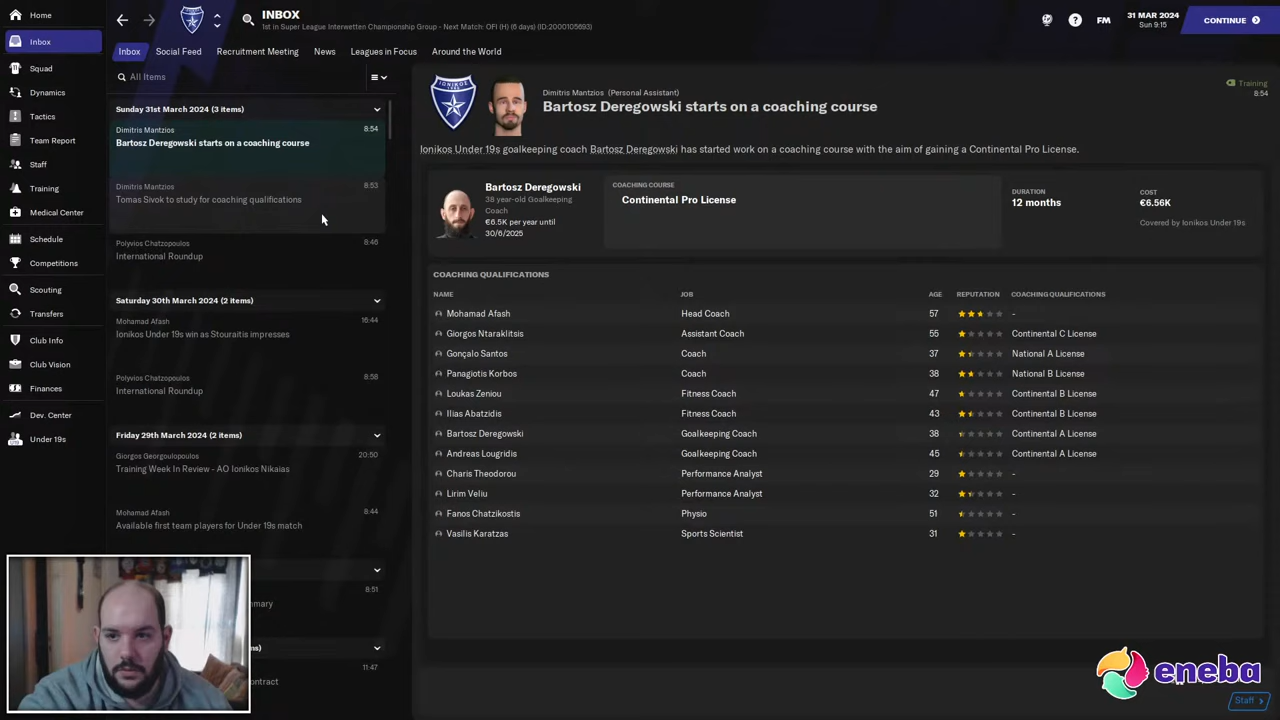 Home
Inbox
Squad
Dynamics
Tactics
Team Report
Staff
Training
Medical Center
Schedule
Competitions
Scouting
Transfers
Club Info
Club Vision
Finances
Dev. Center
Under 19s
INBOX
1st in Super League Interwetten Championship Group - Next Match: OFI (H) (6 days) (ID:2000105693)
FM
31 MAR 2024
Sun 9:15
CONTINUE
Inbox Social Feed Recruitment Meeting News Leagues in Focus Around the World
All Items
Sunday 31st March 2024 (3 items)
Dimitris Mantzios 8:54
Bartosz Deregowski starts on a coaching course
Dimitris Mantzios 8:53
Tomas Sivok to study for coaching qualifications
Polyvios Chatzopoulos 8:46
International Roundup
Saturday 30th March 2024 (2 items)
Mohamad Afash 16:44
Ionikos Under 19s win as Stouraitis impresses
Polyvios Chatzopoulos 8:58
International Roundup
Friday 29th March 2024 (2 items)
Giorgos Georgoulopoulos 20:50
Training Week In Review - AO Ionikos Nikaias
Mohamad Afash 8:44
Available first team players for Under 19s match
8:51
11:47
IONIKOZ
Dimitris Mantzios (Personal Assistant)
Bartosz Deregowski starts on a coaching course
Training
8:54
Ionikos Under 19s goalkeeping coach Bartosz Deregowski has started work on a coaching course with the aim of gaining a Continental Pro License.
Bartosz Deregowski
38 year-old Goalkeeping
Coach
€6.5K per year until
30/6/2025
COACHING COURSE
Continental Pro License
DURATION
12 months
COST
€6.56K
Covered by Ionikos Under 19s
COACHING QUALIFICATIONS
NAME JOB AGE REPUTATION COACHING QUALIFICATIONS
Mohamad Afash Head Coach 57 -
Giorgos Ntaraklitsis Assistant Coach 55 Continental C License
Gonçalo Santos Coach 37 National A License
Panagiotis Korbos Coach 38 National B License
Loukas Zeniou Fitness Coach 47 Continental B License
Ilias Abatzidis Fitness Coach 43 Continental B License
Bartosz Deregowski Goalkeeping Coach 38 Continental A License
Andreas Lougridis Goalkeeping Coach 45 Continental A License
Charis Theodorou Performance Analyst 29 -
Lirim Veliu Performance Analyst 32 -
Fanos Chatzikostis Physio 51 -
Vasilis Karatzas Sports Scientist 31 -
eneba
Staff